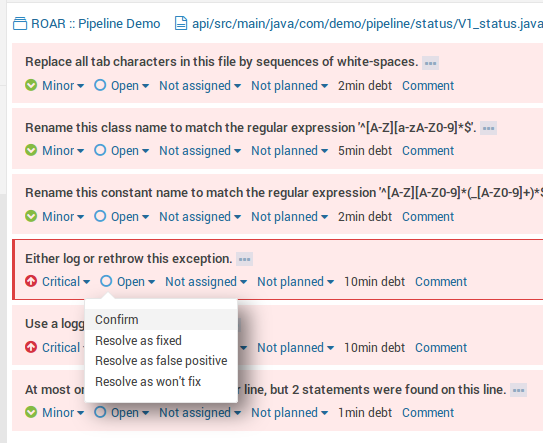 ROAR :: Pipeline Demo api/src/main/java/com/demo/pipeline/status/V1_status.java
Replace all tab characters in this file by sequences of white-spaces.
Minor Open Not assigned Not planned 2min debt Comment
Rename this class name to match the regular expression '^[A-Z][a-zA-Z0-9]*$'.
Minor Open Not assigned Not planned 5min debt Comment
Rename this constant name to match the regular expression '^[A-Z][A-Z0-9]*(_[A-Z0-9]+)*$
Minor Open Not assigned Not planned 2min debt Comment
Either log or rethrow this exception.
Critical Open Not assigned Not planned 10min debt Comment
Confirm
Use a logg
Resolve as fixed
Critical planned 10min debt Comment
Resolve as false positive
Resolve as won't fix
At most on r line, but 2 statements were found on this line.
Minor Open Not assigned Not planned 1min debt Comment